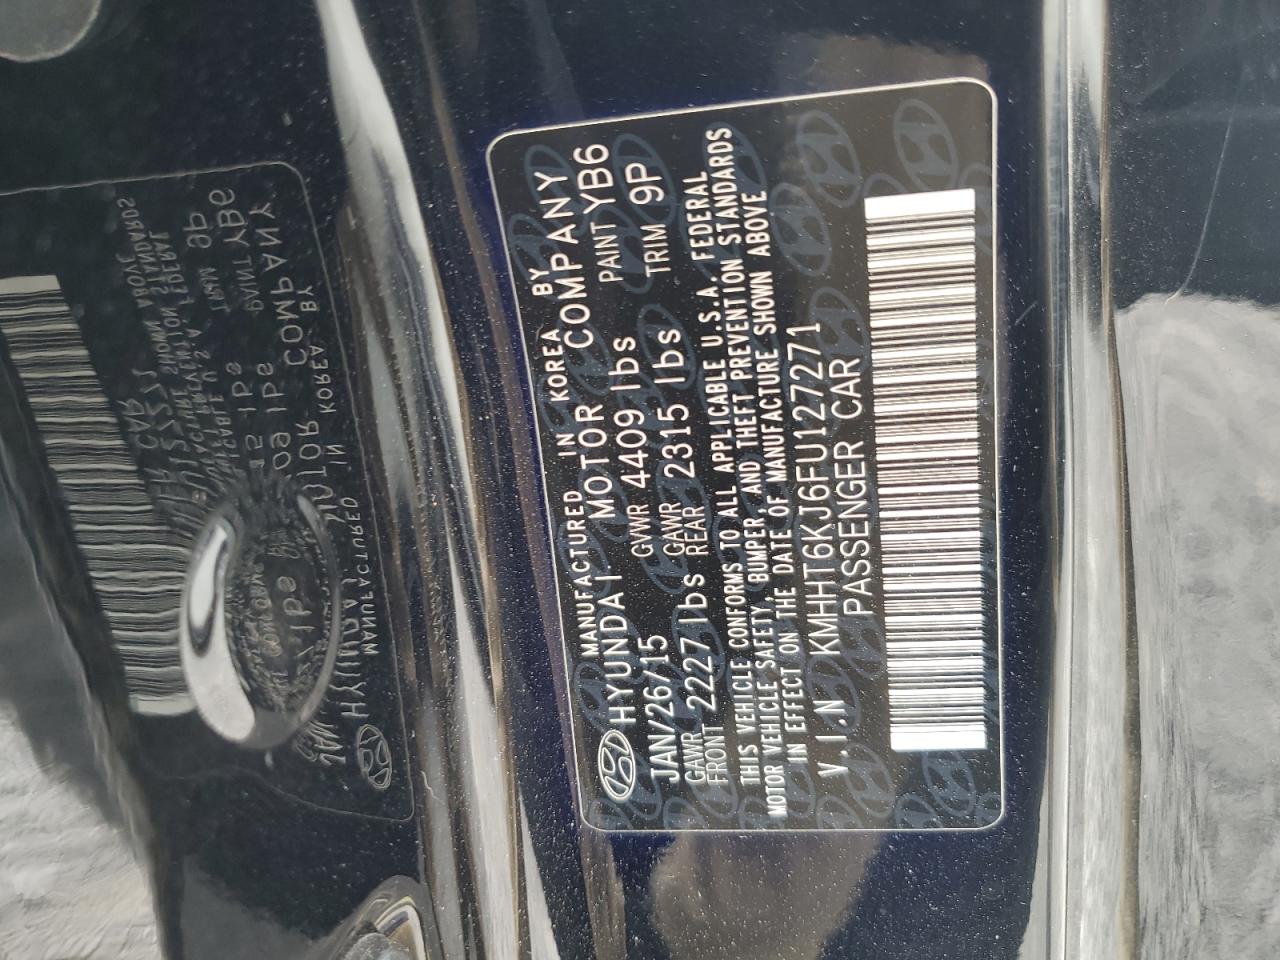 MANUFACTURED IN KOREA BY
HYUNDAI MOTOR COMPANY
JAN/26/15 GVWR 4409 lbs PAINT YB6
GAWR FRONT 2227 lbs GAWR REAR 2315 lbs TRIM 9P
THIS VEHICLE CONFORMS TO ALL APPLICABLE U.S.A. FEDERAL
MOTOR VEHICLE SAFETY, BUMPER, AND THEFT PREVENTION STANDARDS
IN EFFECT ON THE DATE OF MANUFACTURE SHOWN ABOVE
V.I.N KMHHT6KJ6FU127271
PASSENGER CAR